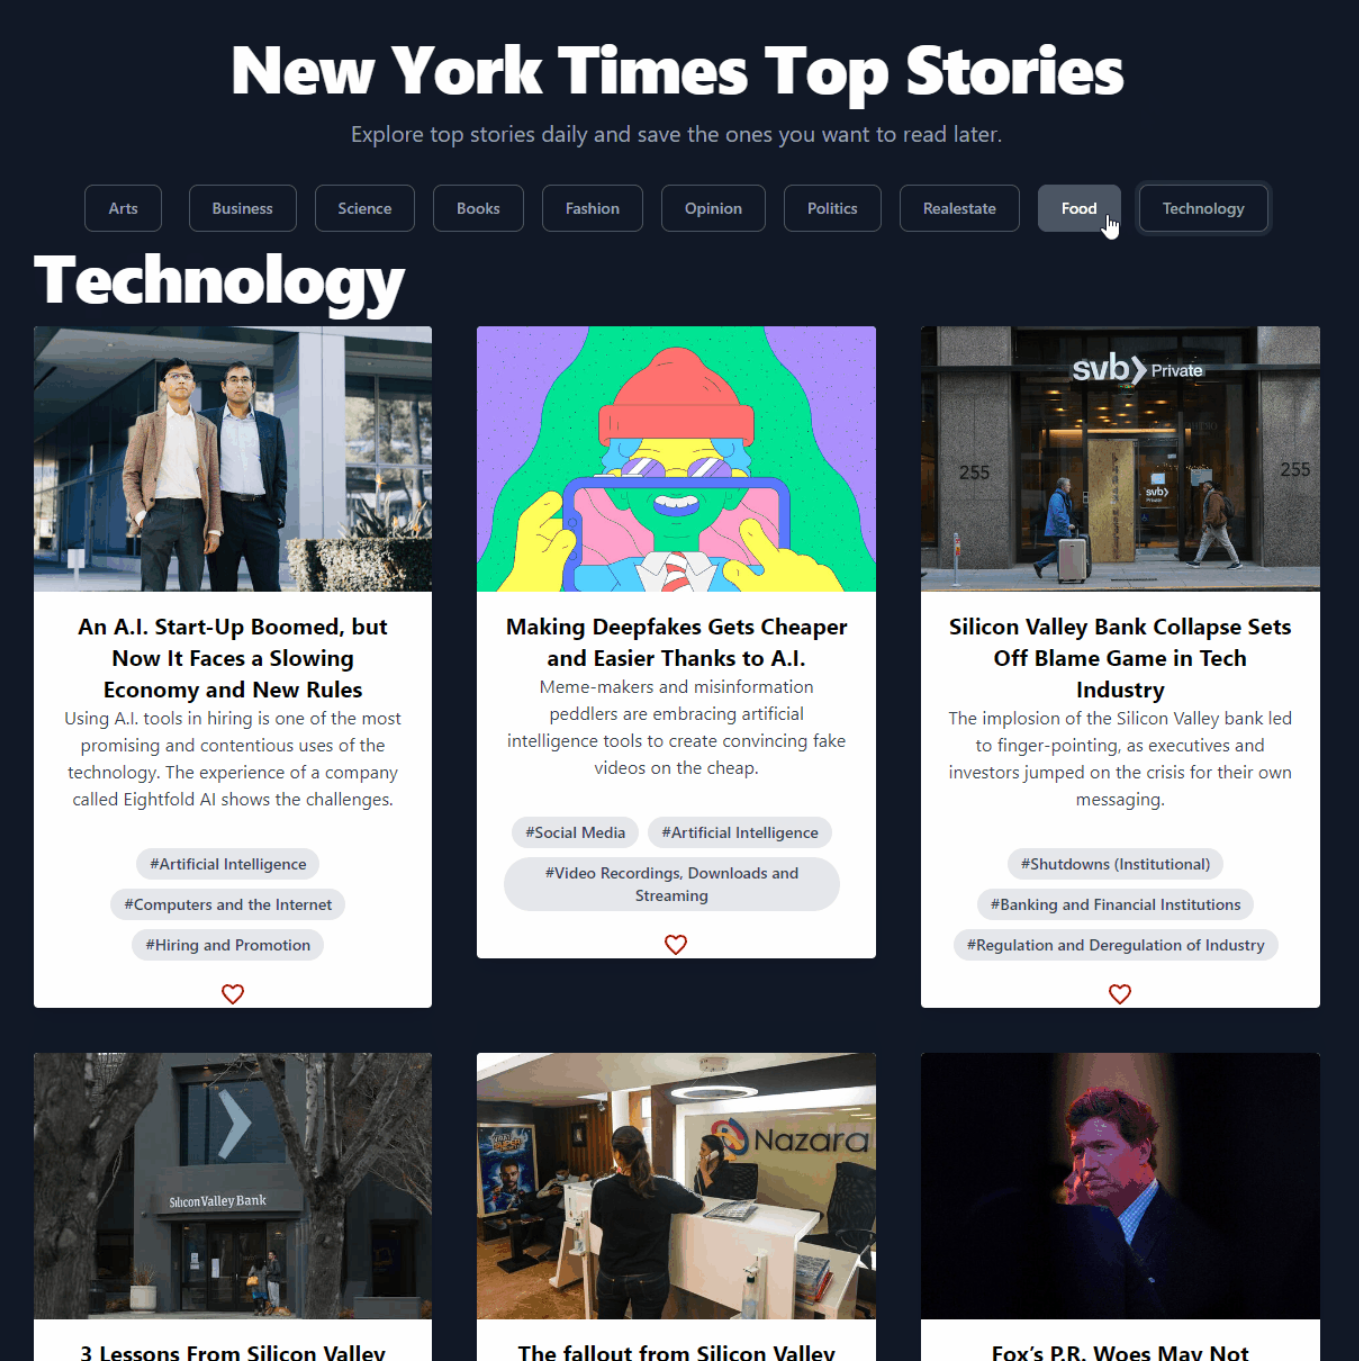 New York Times Top Stories
Explore top stories daily and save the ones you want to read later.
Arts
Business
Science
Books
Fashion
Opinion
Politics
Realestate
Food
Technology
Technology
svb Private
255
255
svb
Private
An A.I. Start-Up Boomed, but
Now It Faces a Slowing
Economy and New Rules
Using A.I. tools in hiring is one of the most
promising and contentious uses of the
technology. The experience of a company
called Eightfold AI shows the challenges.
#Artificial Intelligence
#Computers and the Internet
#Hiring and Promotion
Making Deepfakes Gets Cheaper
and Easier Thanks to A.I.
Meme-makers and misinformation
peddlers are embracing artificial
intelligence tools to create convincing fake
videos on the cheap.
#Social Media
#Artificial Intelligence
#Video Recordings, Downloads and
Streaming
Silicon Valley Bank Collapse Sets
Off Blame Game in Tech
Industry
The implosion of the Silicon Valley bank led
to finger-pointing, as executives and
investors jumped on the crisis for their own
messaging.
#Shutdowns (Institutional)
#Banking and Financial Institutions
#Regulation and Deregulation of Industry
Silicon Valley Bank
Nazara
3 Lessons From Silicon Valley
The fallout from Silicon Valley
Fox's P.R. Woes May Not